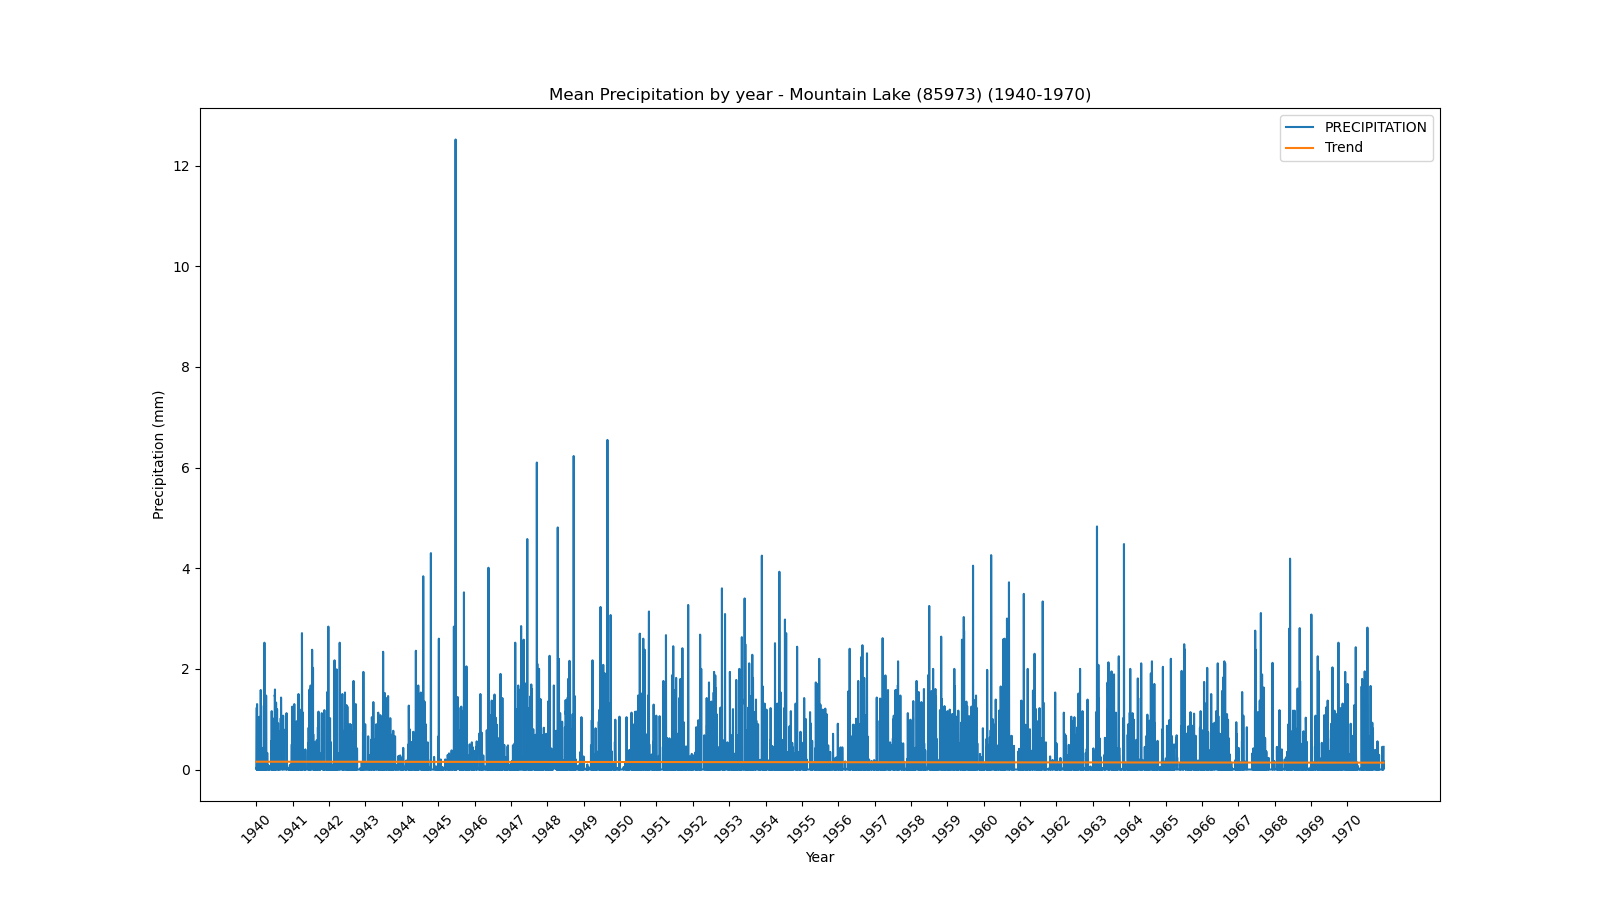 Mean Precipitation by year - Mountain Lake (85973) (1940-1970)
PRECIPITATION
Trend
Precipitation (mm)
12
10
8
6
4
2
0
1940 1941 1942 1943 1944 1945 1946 1947 1948 1949 1950 1951 1952 1953 1954 1955 1956 1957 1958 1959 1960 1961 1962 1963 1964 1965 1966 1967 1968 1969 1970
Year